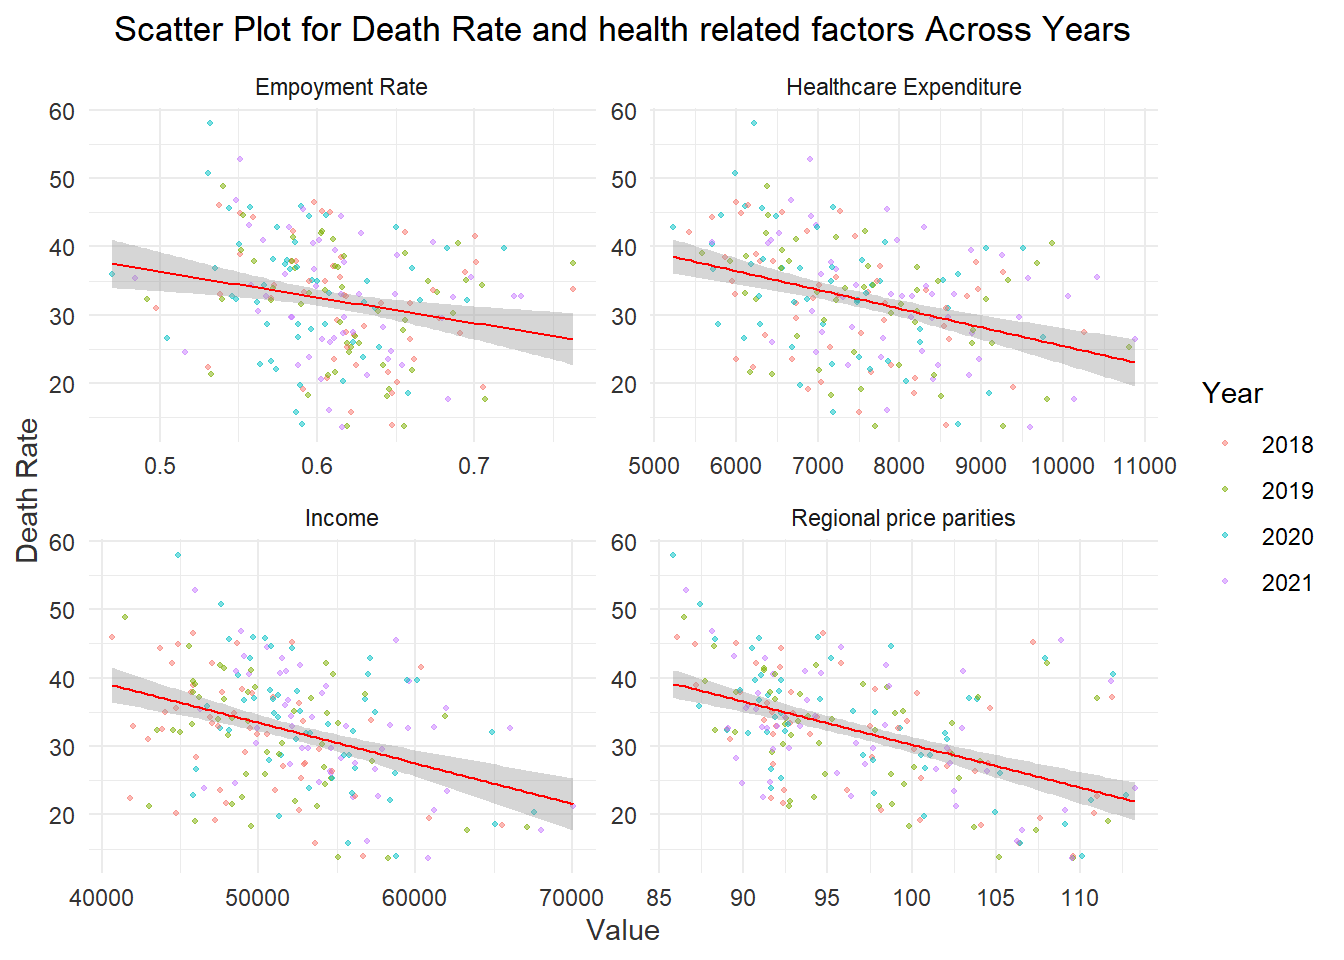 Scatter Plot for Death Rate and health related factors Across Years
Empoyment Rate
Healthcare Expenditure
60
50
40
30
20
0.5 0.6 0.7
60
50
40
30
20
5000 6000 7000 8000 9000 10000 11000
Income
Regional price parities
60
50
40
30
20
40000 50000 60000 70000
60
50
40
30
20
85 90 95 100 105 110
Death Rate
Value
Year
2018
2019
2020
2021